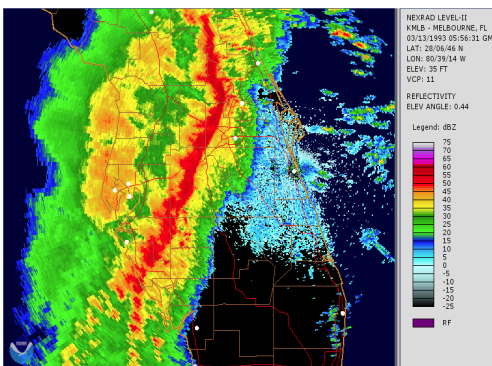 NEXRAD LEVEL-II
KMLB - MELBOURNE, FL
03/13/1993 05:56:31 GM
LAT: 28/06/46 N
LON: 80/39/14 W
ELEV: 35 FT
VCP: 11
REFLECTIVITY
ELEV ANGLE: 0.44
Legend: dBZ
75
70
65
60
55
50
45
40
35
30
25
20
15
10
5
0
-5
-10
-15
-20
-25
RF